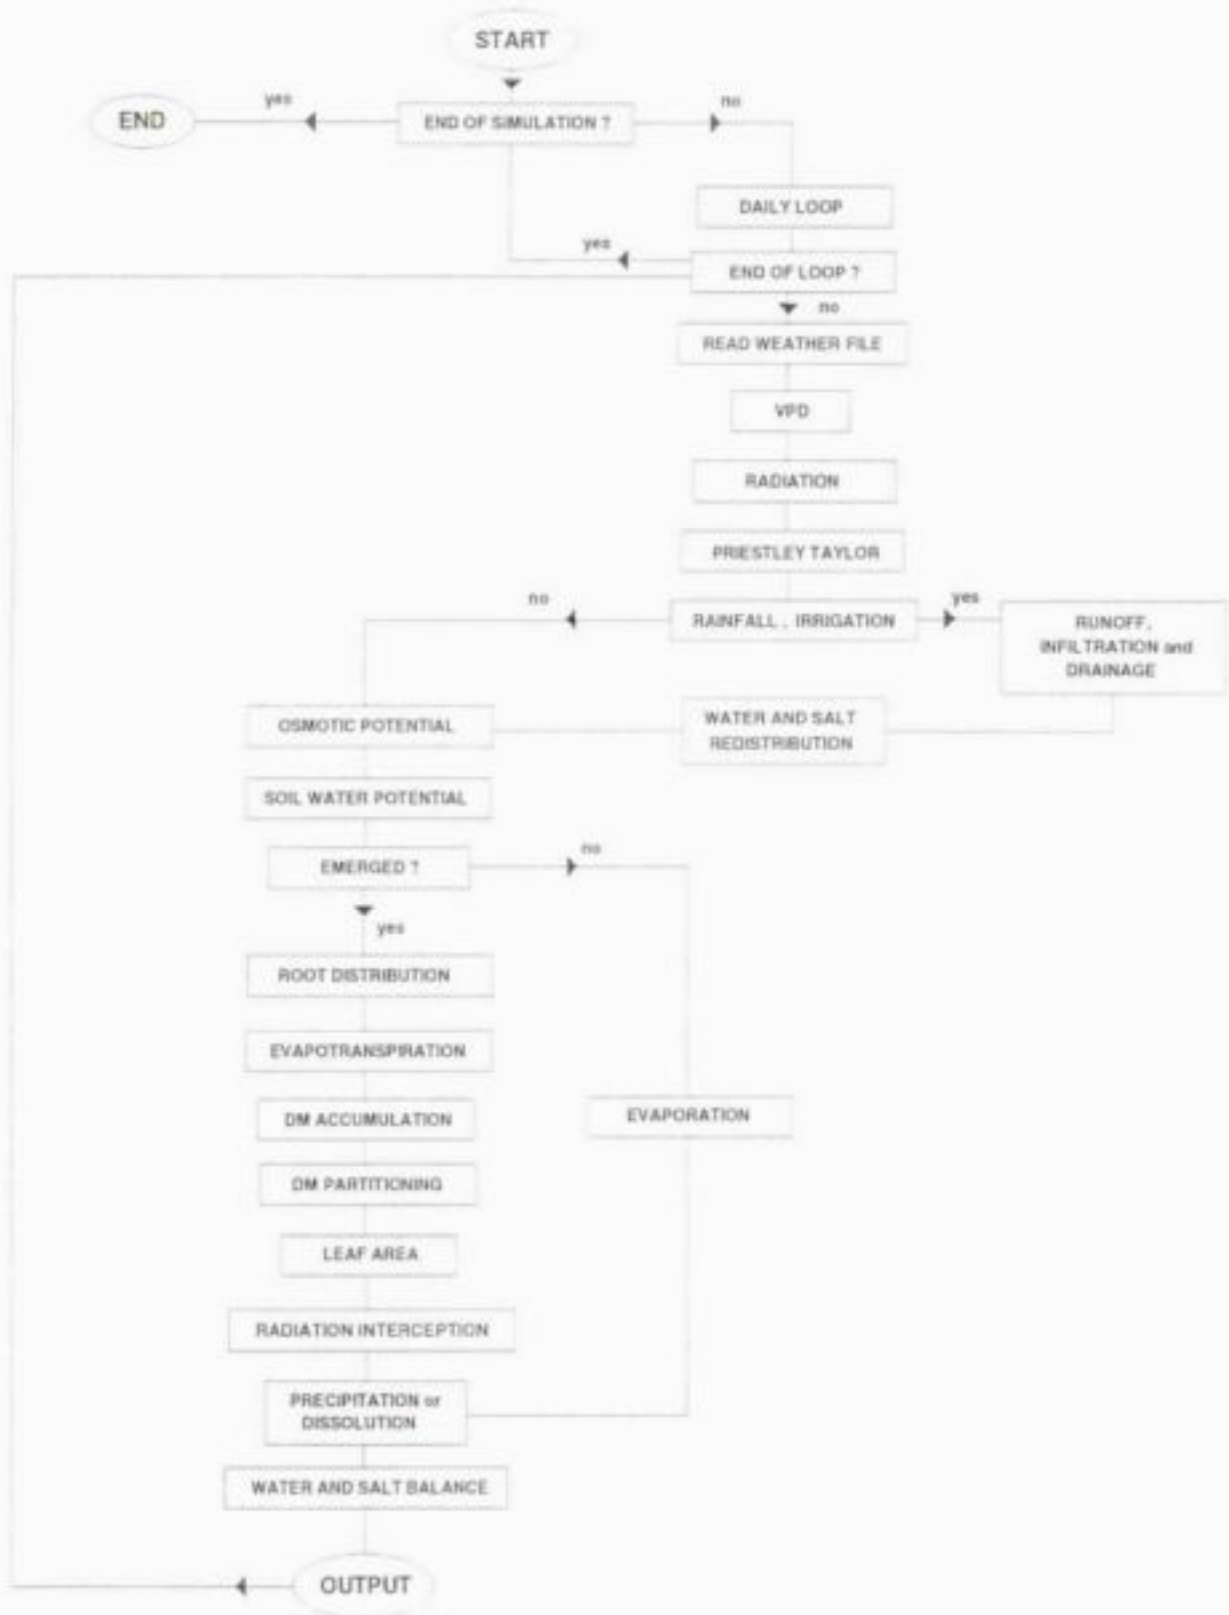 START
yes
END
END OF SIMULATION ?
no
DAILY LOOP
yes
END OF LOOP ?
no
READ WEATHER FILE
VPD
RADIATION
PRIESTLEY TAYLOR
no
RAINFALL , IRRIGATION
yes
RUNOFF,
INFILTRATION and
DRAINAGE
OSMOTIC POTENTIAL
WATER AND SALT
REDISTRIBUTION
SOIL WATER POTENTIAL
EMERGED ?
no
yes
ROOT DISTRIBUTION
EVAPOTRANSPIRATION
DM ACCUMULATION
EVAPORATION
DM PARTITIONING
LEAF AREA
RADIATION INTERCEPTION
PRECIPITATION or
DISSOLUTION
WATER AND SALT BALANCE
OUTPUT